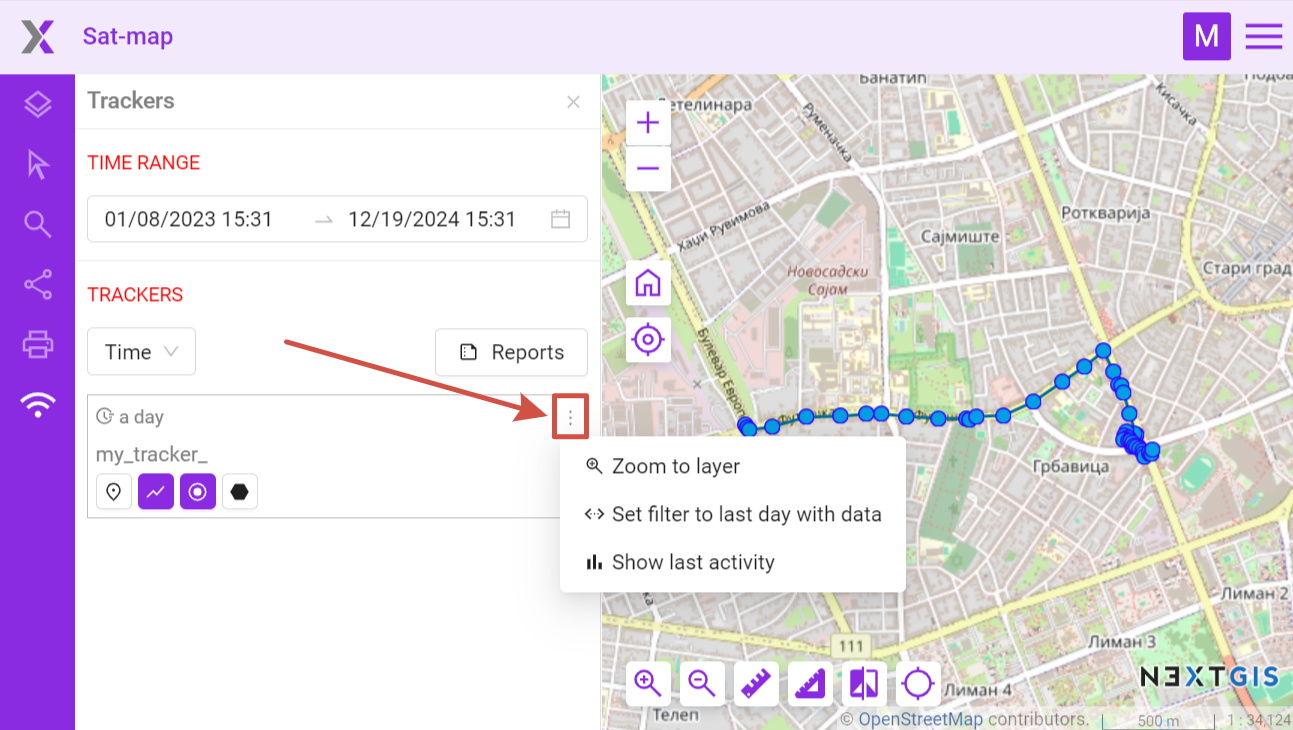 Sat-map
M
Trackers
TIME RANGE
01/08/2023 15:31
12/19/2024 15:31
TRACKERS
Time
Reports
a day
my_tracker_
Zoom to layer
Set filter to last day with data
Show last activity
Банатић
Детелинара
Руменачка
Кисачка
Хаџи Рувимова
Роткварија
Сајмиште
Новосадски
Сајам
Стари град
Булевар Европе
Грбавица
Лиман 2
111
Лиман 3
NEXTGIS
Лиман 4
Телеп
© OpenStreetMap contributors.
500 m
1 : 34,124